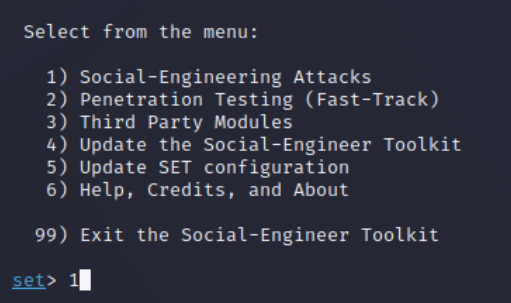 Select from the menu:
1) Social-Engineering Attacks
2) Penetration Testing (Fast-Track)
3) Third Party Modules
4) Update the Social-Engineer Toolkit
5) Update SET configuration
6) Help, Credits, and About
99) Exit the Social-Engineer Toolkit
set> 1